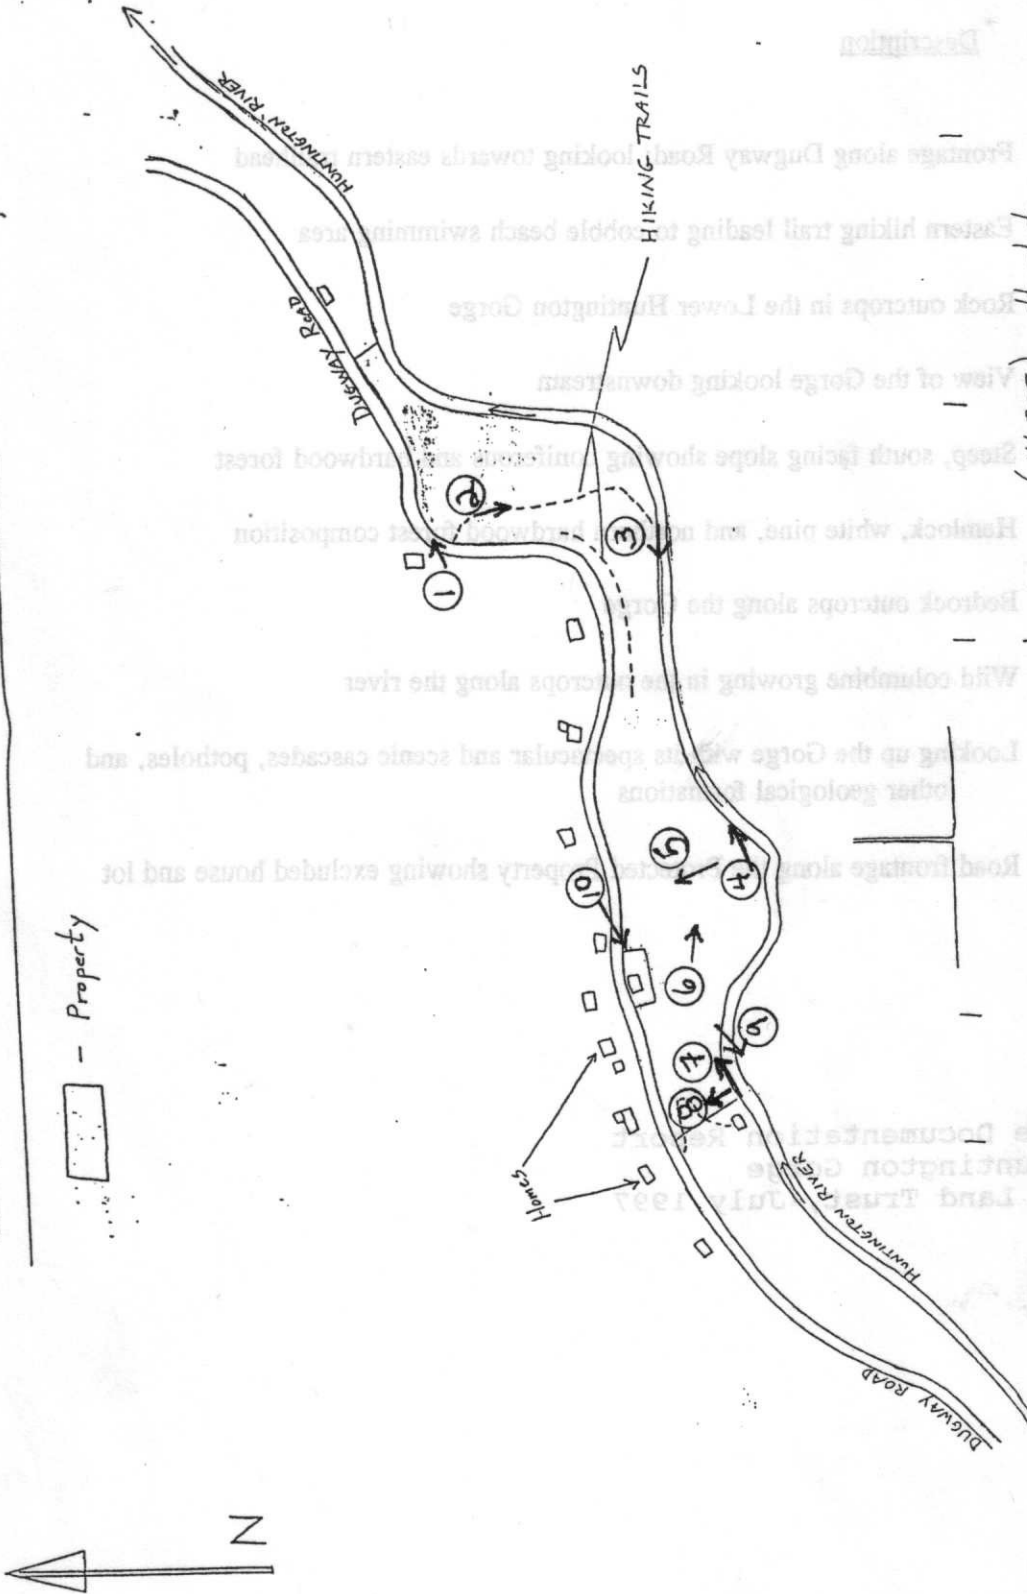 Description
Frontage along Dugway Road; looking towards eastern
Eastern hiking trail leading to cobble beach swimming area
Rock outcrops in the Lower Huntington Gorge
View of the Gorge looking downstream
Steep, south facing slope showing coniferous and hardwood forest
Hemlock, white pine, and northern hardwood forest composition
Bedrock outcrops along the Gorge
Wild columbine growing in the outcrops along the river
Looking up the Gorge with its spectacular and scenic cascades, potholes, and
other geological formations
Road frontage along the Protected Property showing excluded house and lot
HUNTINGTON RIVER
DUGWAY ROAD
HIKING TRAILS
1
2
3
4
5
6
7
8
9
10
- Property
Homes
HUNTINGTON RIVER
DUGWAY ROAD
Documentation Report
Huntington Gorge
Land Trust, July 1997
N